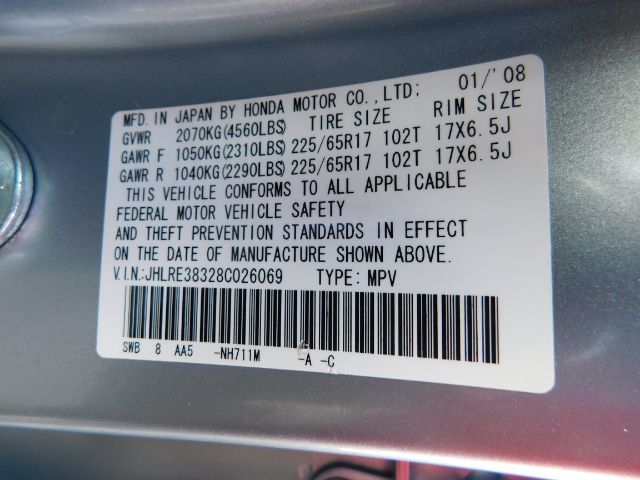 MFD. IN JAPAN BY HONDA MOTOR CO.,LTD: 01/'08
GVWR 2070KG(4560LBS) TIRE SIZE RIM SIZE
GAWR F 1050KG(2310LBS) 225/65R17 102T 17X6.5J
GAWR R 1040KG(2290LBS) 225/65R17 102T 17X6.5J
THIS VEHICLE CONFORMS TO ALL APPLICABLE
FEDERAL MOTOR VEHICLE SAFETY
AND THEFT PREVENTION STANDARDS IN EFFECT
ON THE DATE OF MANUFACTURE SHOWN ABOVE.
V.I.N:JHLRE38328C026069 TYPE: MPV
SWB 8 AA5 -NH711M -A -C